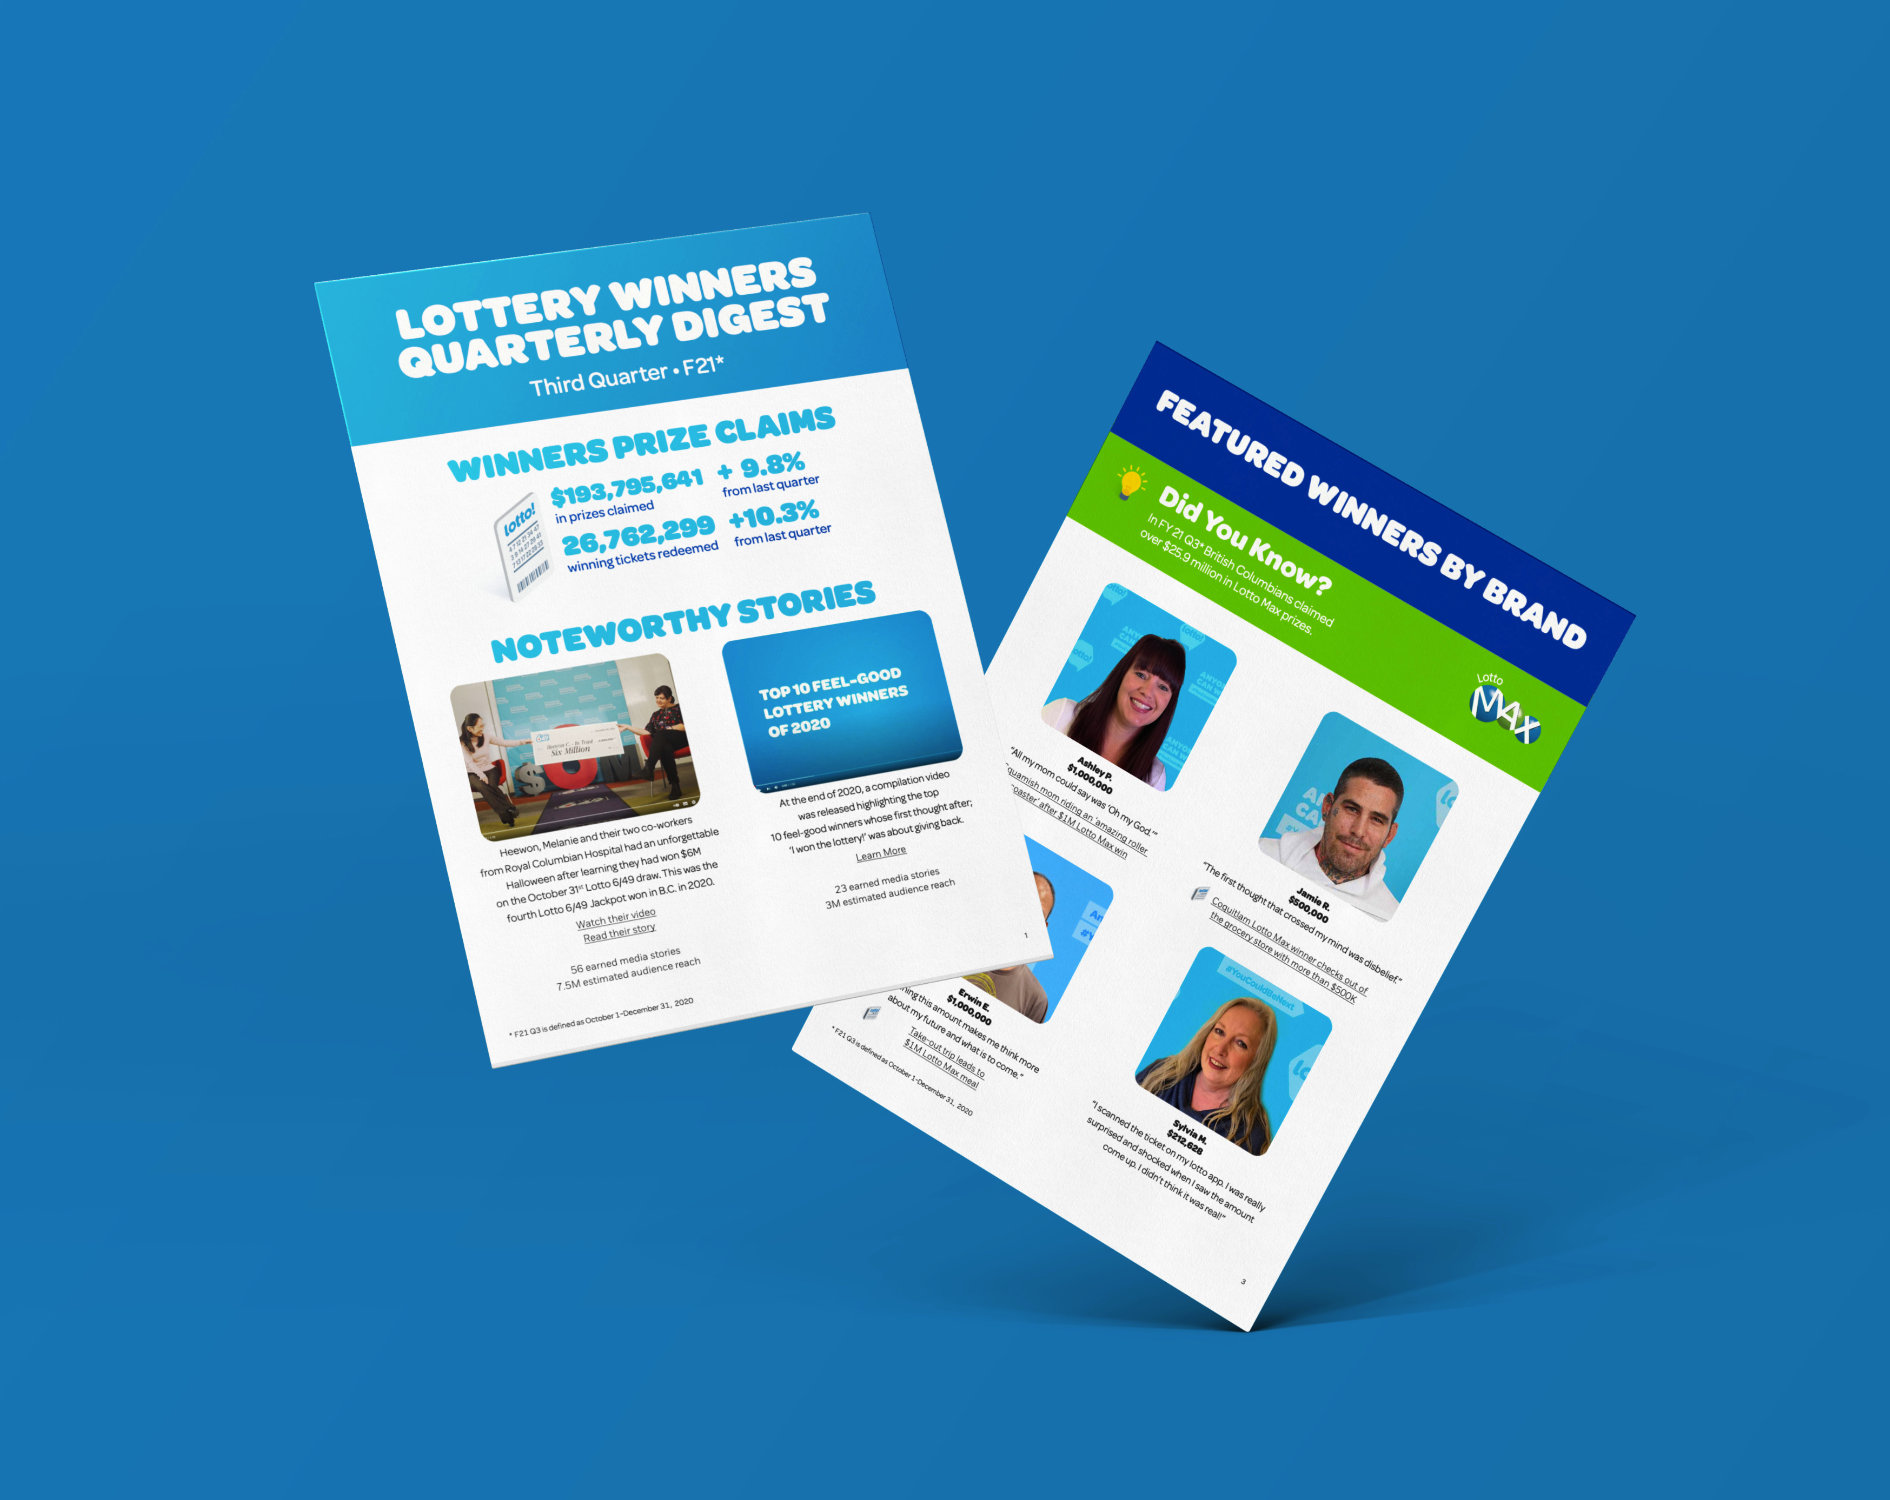 LOTTERY WINNERS
QUARTERLY DIGEST
Third Quarter • F21*
WINNERS PRIZE CLAIMS
lotto!
$193,795,641
in prizes claimed
+ 9.8%
from last quarter
26,762,299
winning tickets redeemed
+10.3%
from last quarter
NOTEWORTHY STORIES
Six Million
Heewon, Melanie and their two co-workers
from Royal Columbian Hospital had an unforgettable
Halloween after learning they had won $6M
on the October 31st Lotto 6/49 draw. This was the
fourth Lotto 6/49 Jackpot won in B.C. in 2020.
Watch their video
Read their story
56 earned media stories
7.5M estimated audience reach
TOP 10 FEEL-GOOD
LOTTERY WINNERS
OF 2020
At the end of 2020, a compilation video
was released highlighting the top
10 feel-good winners whose first thought after;
'I won the lottery!' was about giving back.
Learn More
23 earned media stories
3M estimated audience reach
* F21 Q3 is defined as October 1-December 31, 2020
1
FEATURED WINNERS BY BRAND
Did You Know?
In FY 21 Q3* British Columbians claimed
over $25.9 million in Lotto Max prizes.
Lotto
MAX
Ashley P.
$1,000,000
"All my mom could say was 'Oh my God.'"
quamish mom riding an 'amazing roller
coaster' after $1M Lotto Max win
Jamie R.
$500,000
"The first thought that crossed my mind was disbelief."
Coquitlam Lotto Max winner checks out of
the grocery store with more than $500K
Erwin E.
$1,000,000
ning this amount makes me think more
about my future and what is to come."
Take-out trip leads to
$1M Lotto Max meal
#YouCouldBeNext
Sylvia M.
$212,628
"I scanned the ticket on my lotto app. I was really
surprised and shocked when I saw the amount
come up. I didn't think it was real!"
* F21 Q3 is defined as October 1-December 31, 2020
3